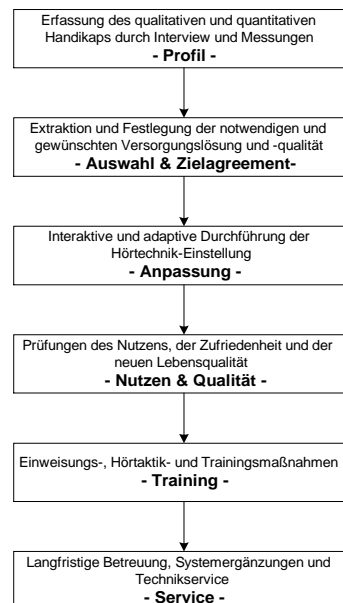 Erfassung des qualitativen und quantitativen
Handikaps durch Interview und Messungen
- Profil -
Extraktion und Festlegung der notwendigen und
gewünschten Versorgungslösung und -qualität
- Auswahl & Zielagreement-
Interaktive und adaptive Durchführung der
Hörtechnik-Einstellung
- Anpassung -
Prüfungen des Nutzens, der Zufriedenheit und der
neuen Lebensqualität
- Nutzen & Qualität -
Einweisungs-, Hörtaktik- und Trainingsmaßnahmen
- Training -
Langfristige Betreuung, Systemergänzungen und
Technikservice
- Service -